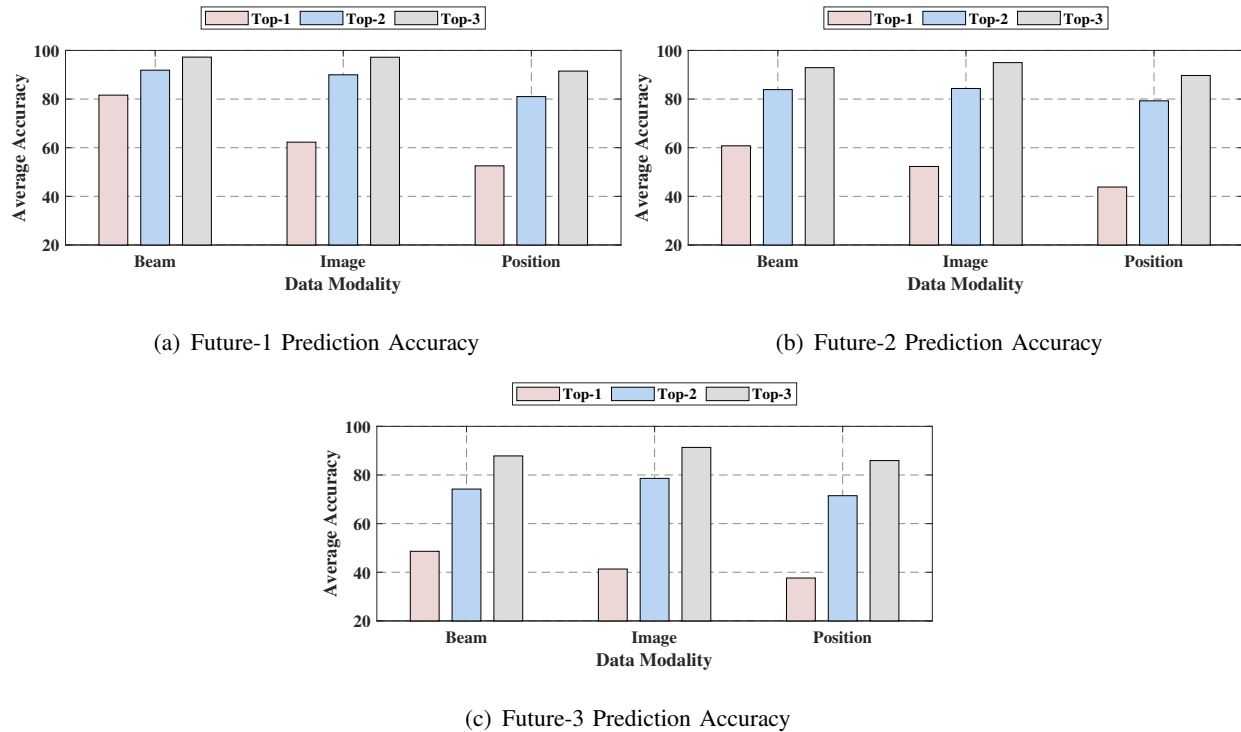 Top-1 Top-2 Top-3
100
80
60
40
20
Average Accuracy
Beam Image Position
Data Modality
(a) Future-1 Prediction Accuracy
Top-1 Top-2 Top-3
100
80
60
40
20
Average Accuracy
Beam Image Position
Data Modality
(b) Future-2 Prediction Accuracy
Top-1 Top-2 Top-3
100
80
60
40
20
Average Accuracy
Beam Image Position
Data Modality
(c) Future-3 Prediction Accuracy